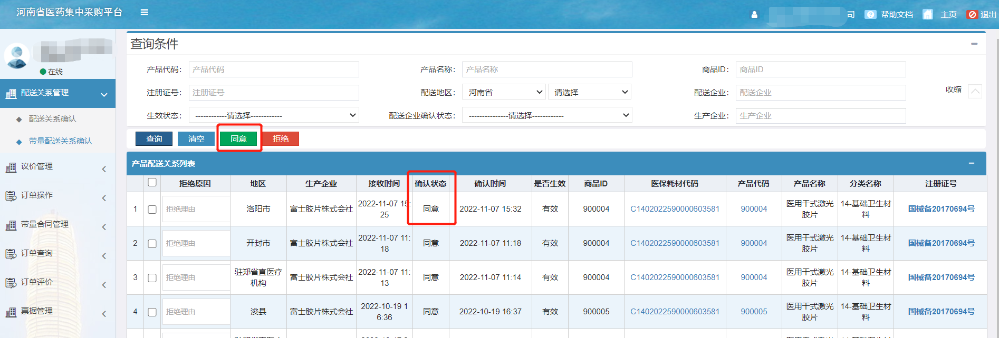 河南省医药集中采购平台
司 帮助文档 主页 退出
在线
配送关系管理
配送关系确认
带量配送关系确认
议价管理
订单操作
带量合同管理
订单查询
订单评价
票据管理
查询条件
产品代码: 产品代码 产品名称: 产品名称 商品ID: 商品ID
注册证号: 注册证号 配送地区: 河南省 请选择 配送企业: 配送企业 收缩
生效状态: ------------请选择------------ 配送企业确认状态: ---------------请选择------------ 生产企业: 生产企业
查询 清空 同意 拒绝
产品配送关系列表
拒绝原因 地区 生产企业 接收时间 确认状态 确认时间 是否生效 商品ID 医保耗材代码 产品代码 产品名称 分类名称 注册证号
1 拒绝理由 洛阳市 富士胶片株式会社 2022-11-07 15:25 同意 2022-11-07 15:32 有效 900004 C1402022590000603581 900004 医用干式激光胶片 14-基础卫生材料 国械备20170694号
2 拒绝理由 开封市 富士胶片株式会社 2022-11-07 11:18 同意 2022-11-07 11:18 有效 900004 C1402022590000603581 900004 医用干式激光胶片 14-基础卫生材料 国械备20170694号
3 拒绝理由 驻郑省直医疗机构 富士胶片株式会社 2022-11-07 11:13 同意 2022-11-07 11:14 有效 900004 C1402022590000603581 900004 医用干式激光胶片 14-基础卫生材料 国械备20170694号
4 拒绝理由 浚县 富士胶片株式会社 2022-10-19 16:36 同意 2022-10-19 16:37 有效 900005 C1402022590000603581 900005 医用干式激光胶片 14-基础卫生材料 国械备20170694号